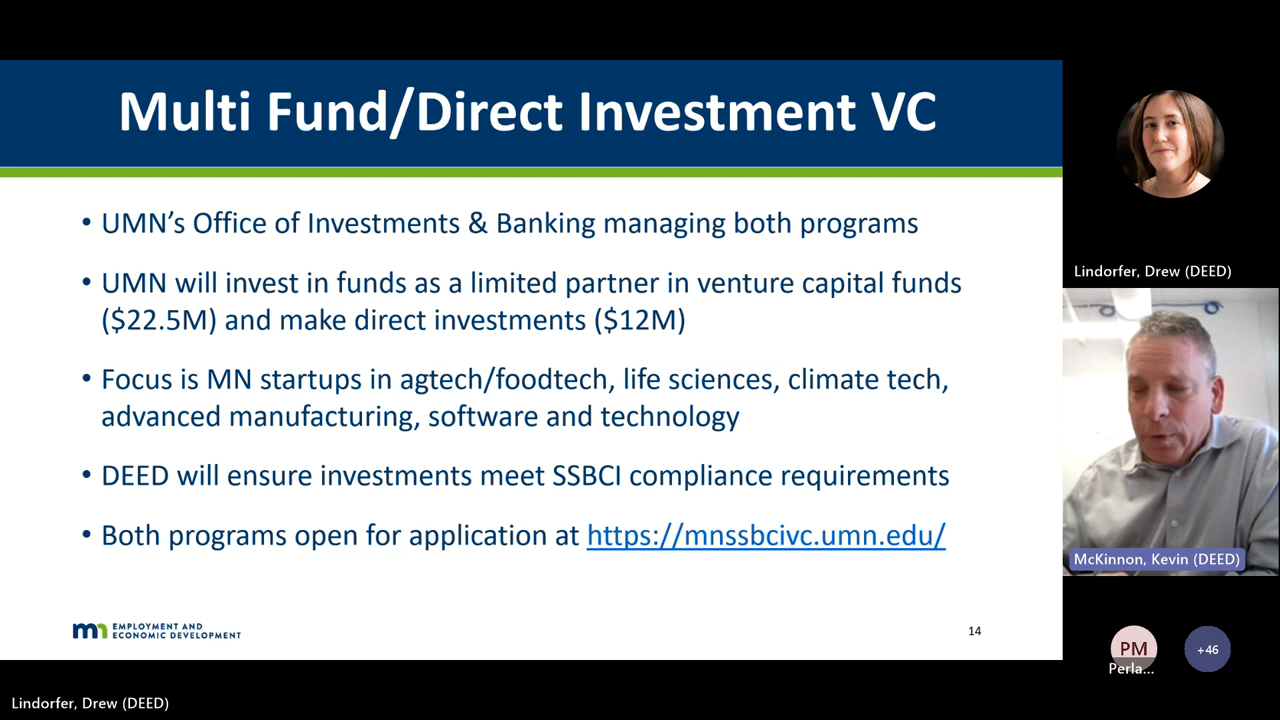 Multi Fund/Direct Investment VC
• UMN’s Office of Investments & Banking managing both programs
• UMN will invest in funds as a limited partner in venture capital funds
($22.5M) and make direct investments ($12M)
• Focus is MN startups in agtech/foodtech, life sciences, climate tech,
advanced manufacturing, software and technology
• DEED will ensure investments meet SSBCI compliance requirements
• Both programs open for application at https://mnssbcivc.umn.edu/
mn EMPLOYMENT AND
ECONOMIC DEVELOPMENT
14
Lindorfer, Drew (DEED)
McKinnon, Kevin (DEED)
PM
Perla...
+46
Lindorfer, Drew (DEED)